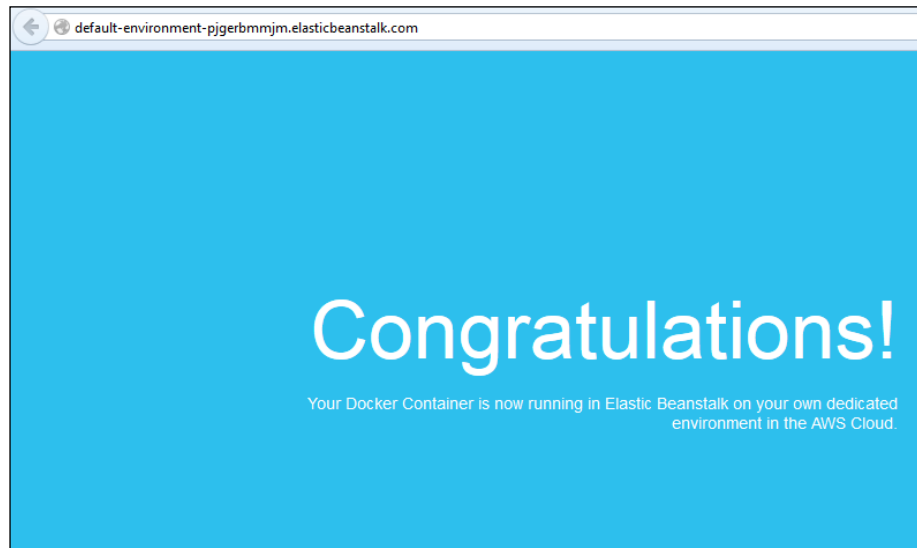 default-environment-pjgerbmmjm.elasticbeanstalk.com
Congratulations!
Your Docker Container is now running in Elastic Beanstalk on your own dedicated
environment in the AWS Cloud.